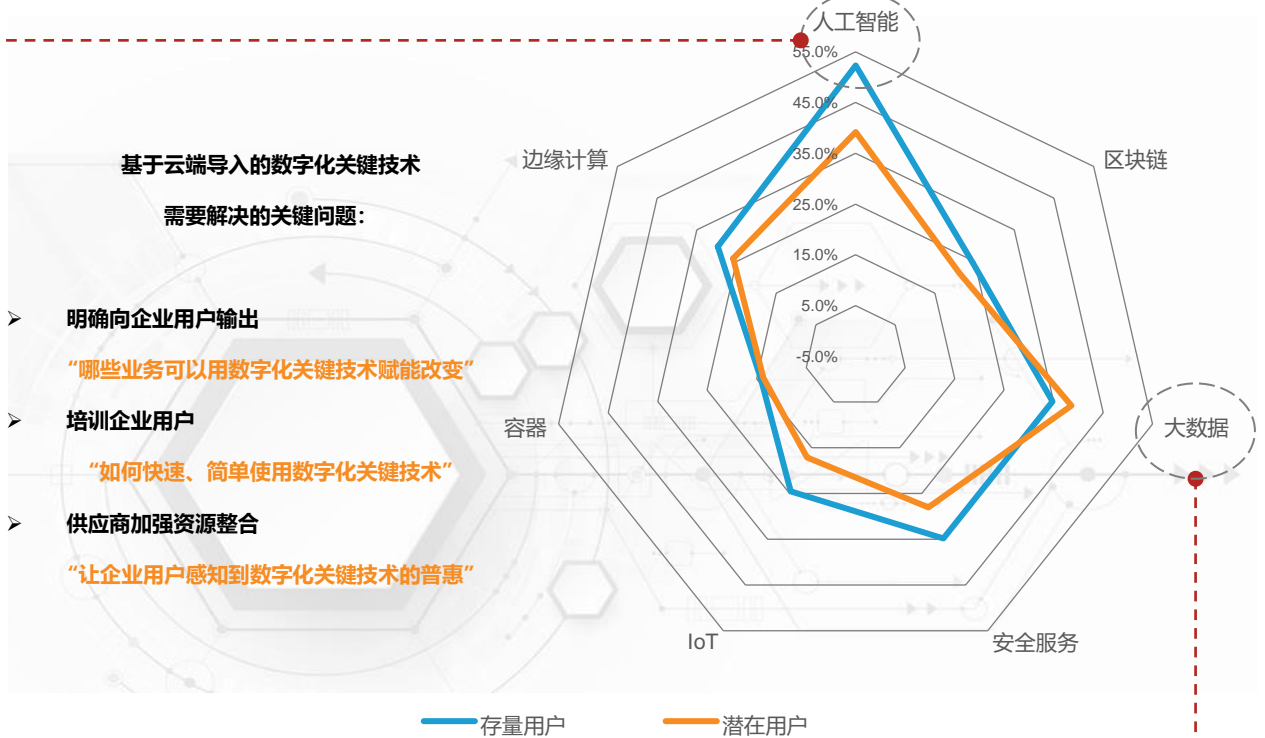 基于云端导入的数字化关键技术
需要解决的关键问题：
➢ 明确向企业用户输出
“哪些业务可以用数字化关键技术赋能改变”
➢ 培训企业用户
“如何快速、简单使用数字化关键技术”
➢ 供应商加强资源整合
“让企业用户感知到数字化关键技术的普惠”
人工智能
55.0%
45.0%
35.0%
25.0%
15.0%
5.0%
-5.0%
区块链
大数据
安全服务
IoT
容器
边缘计算
存量用户
潜在用户